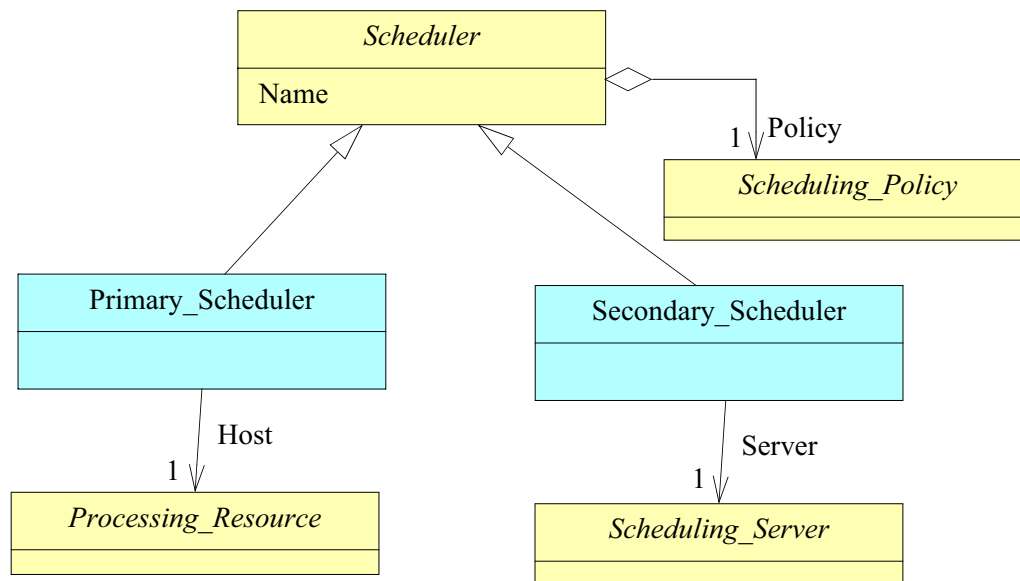 Scheduler
Name
1 Policy
Scheduling_Policy
Primary_Scheduler
Secondary_Scheduler
Host
1
Server
1
Processing_Resource
Scheduling_Server